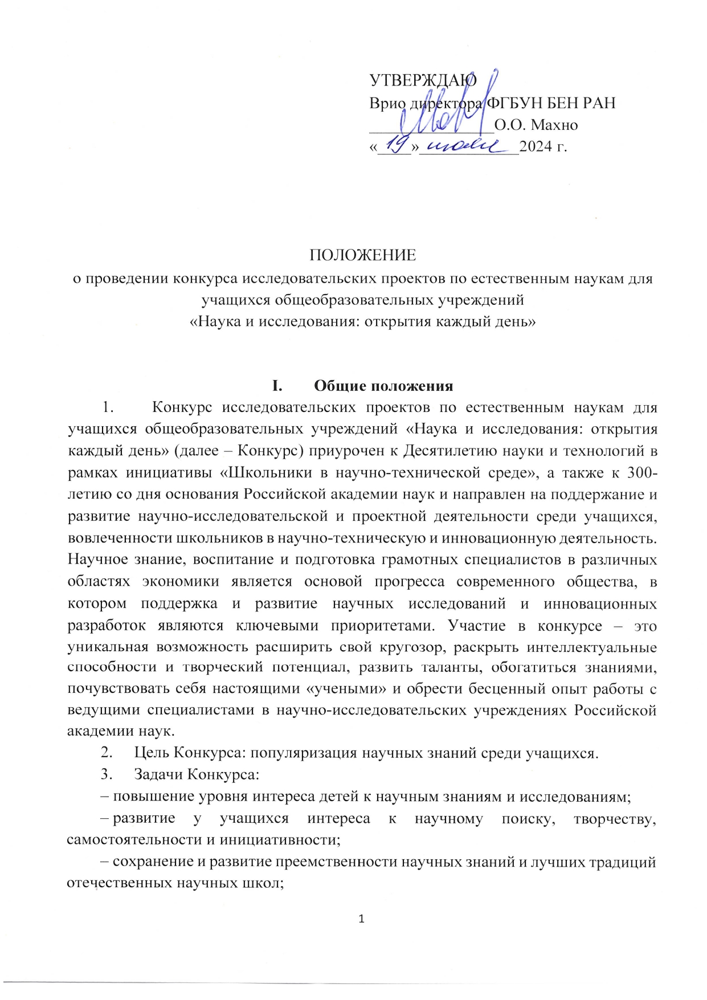 УТВЕРЖДАЮ
Врио директора ФГБУН БЕН РАН
_______________О.О. Махно
« 19 » июля 2024 г.
ПОЛОЖЕНИЕ
о проведении конкурса исследовательских проектов по естественным наукам для
учащихся общеобразовательных учреждений
«Наука и исследования: открытия каждый день»
I. Общие положения
1. Конкурс исследовательских проектов по естественным наукам для
учащихся общеобразовательных учреждений «Наука и исследования: открытия
каждый день» (далее – Конкурс) приурочен к Десятилетию науки и технологий в
рамках инициативы «Школьники в научно-технической среде», а также к 300-
летию со дня основания Российской академии наук и направлен на поддержание и
развитие научно-исследовательской и проектной деятельности среди учащихся,
вовлеченности школьников в научно-техническую и инновационную деятельность.
Научное знание, воспитание и подготовка грамотных специалистов в различных
областях экономики является основой прогресса современного общества, в
котором поддержка и развитие научных исследований и инновационных
разработок являются ключевыми приоритетами. Участие в конкурсе – это
уникальная возможность расширить свой кругозор, раскрыть интеллектуальные
способности и творческий потенциал, развить таланты, обогатиться знаниями,
почувствовать себя настоящими «учеными» и обрести бесценный опыт работы с
ведущими специалистами в научно-исследовательских учреждениях Российской
академии наук.
2. Цель Конкурса: популяризация научных знаний среди учащихся.
3. Задачи Конкурса:
– повышение уровня интереса детей к научным знаниям и исследованиям;
– развитие у учащихся интереса к научному поиску, творчеству,
самостоятельности и инициативности;
– сохранение и развитие преемственности научных знаний и лучших традиций
отечественных научных школ;
1